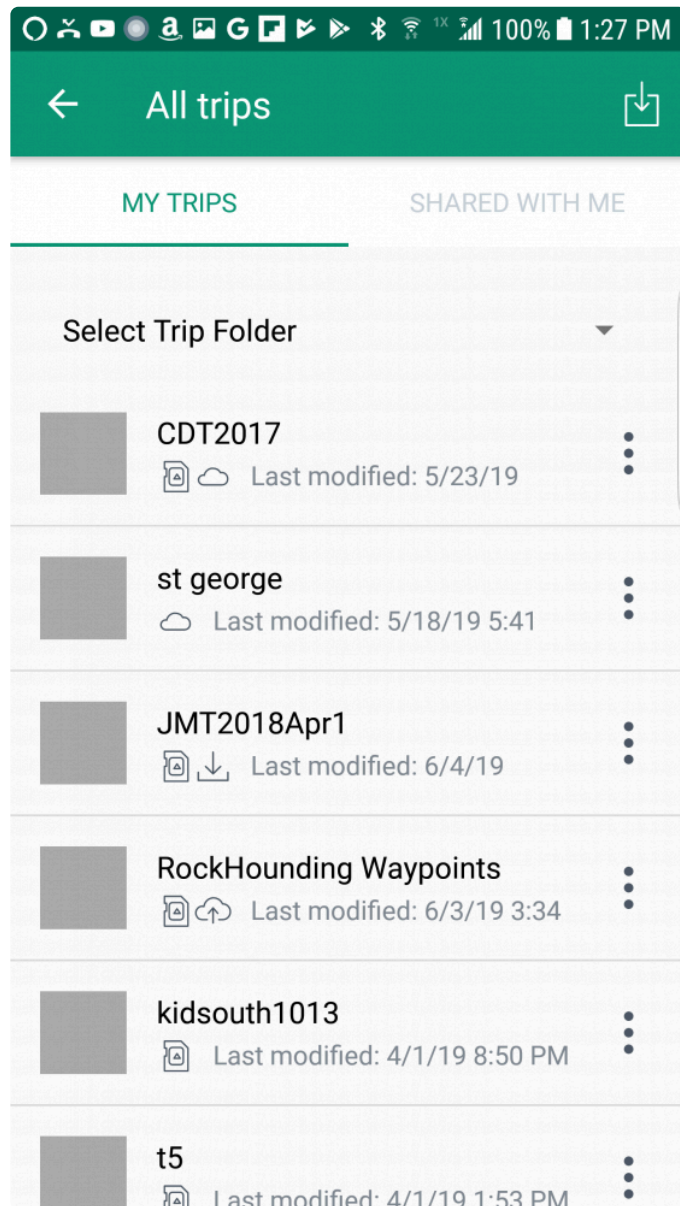 1X 100% 1:27 PM
All trips
MY TRIPS SHARED WITH ME
Select Trip Folder
CDT2017
Last modified: 5/23/19
st george
Last modified: 5/18/19 5:41
JMT2018Apr1
Last modified: 6/4/19
RockHounding Waypoints
Last modified: 6/3/19 3:34
kidsouth1013
Last modified: 4/1/19 8:50 PM
t5
Last modified: 4/1/19 1:53 PM